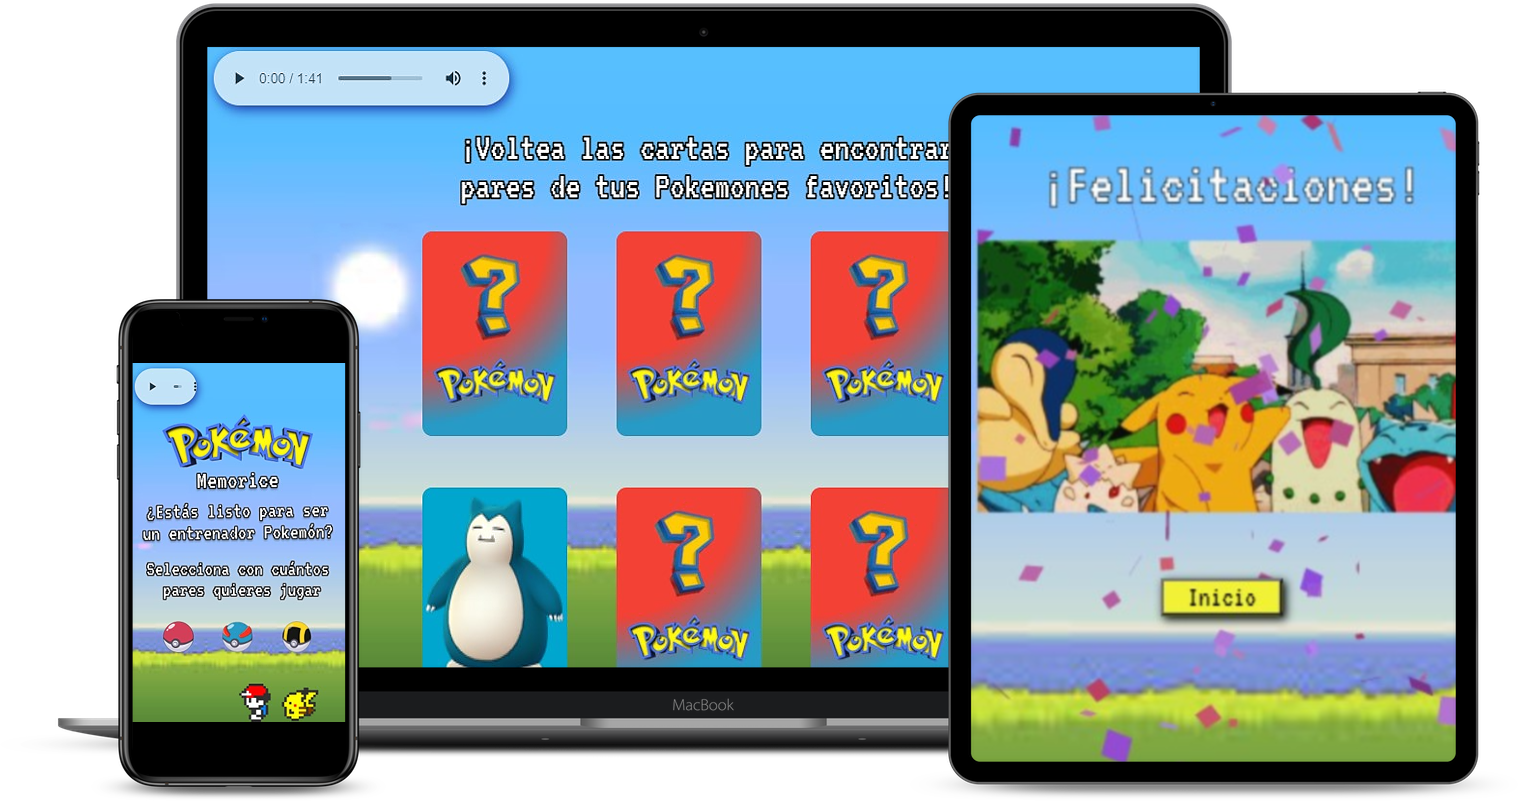 0:00 / 1:41
¡Voltea las cartas para encontrar
pares de tus Pokemones favoritos!
?
?
?
POKéMON
POKéMON
POKéMON
?
?
POKéMON
POKéMON
MacBook
POKéMON
Memorice
¿Estás listo para ser
un entrenador Pokemón?
Selecciona con cuántos
pares quieres jugar
¡Felicitaciones!
Inicio